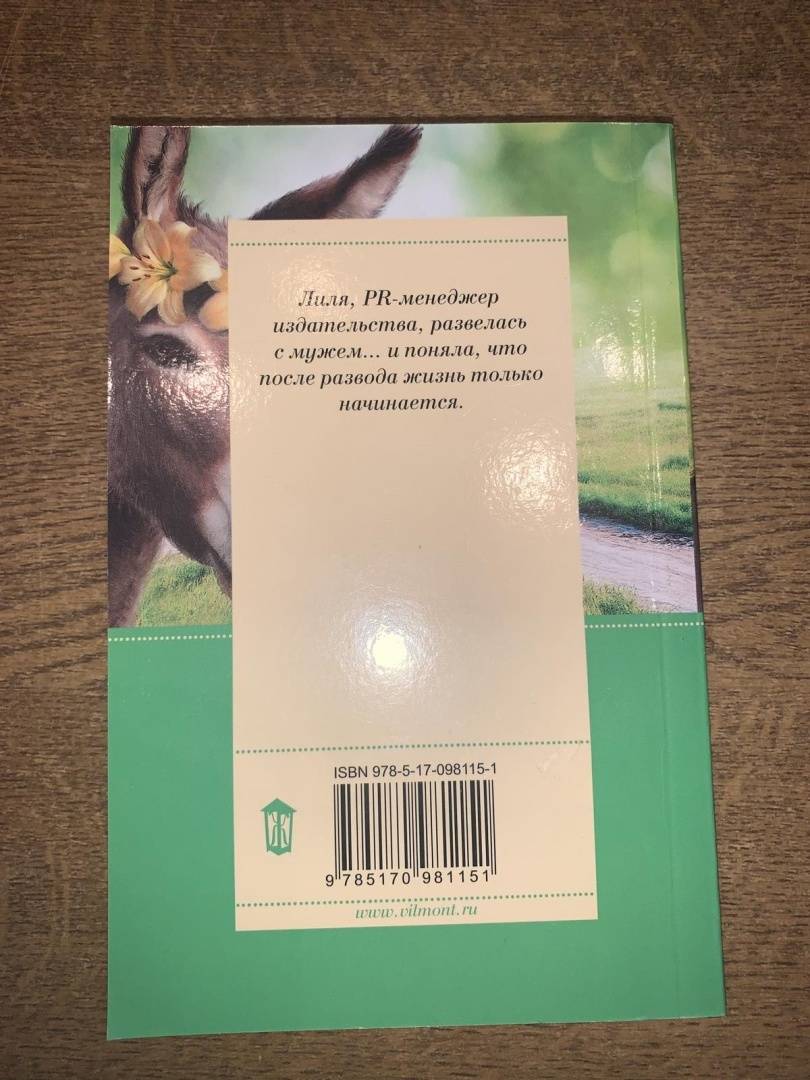 Лиля, PR-менеджер
издательства, развелась
с мужем... и поняла, что
после развода жизнь только
начинается.
ISBN 978-5-17-098115-1
Ж
9 785170 981151
www.vilmont.ru